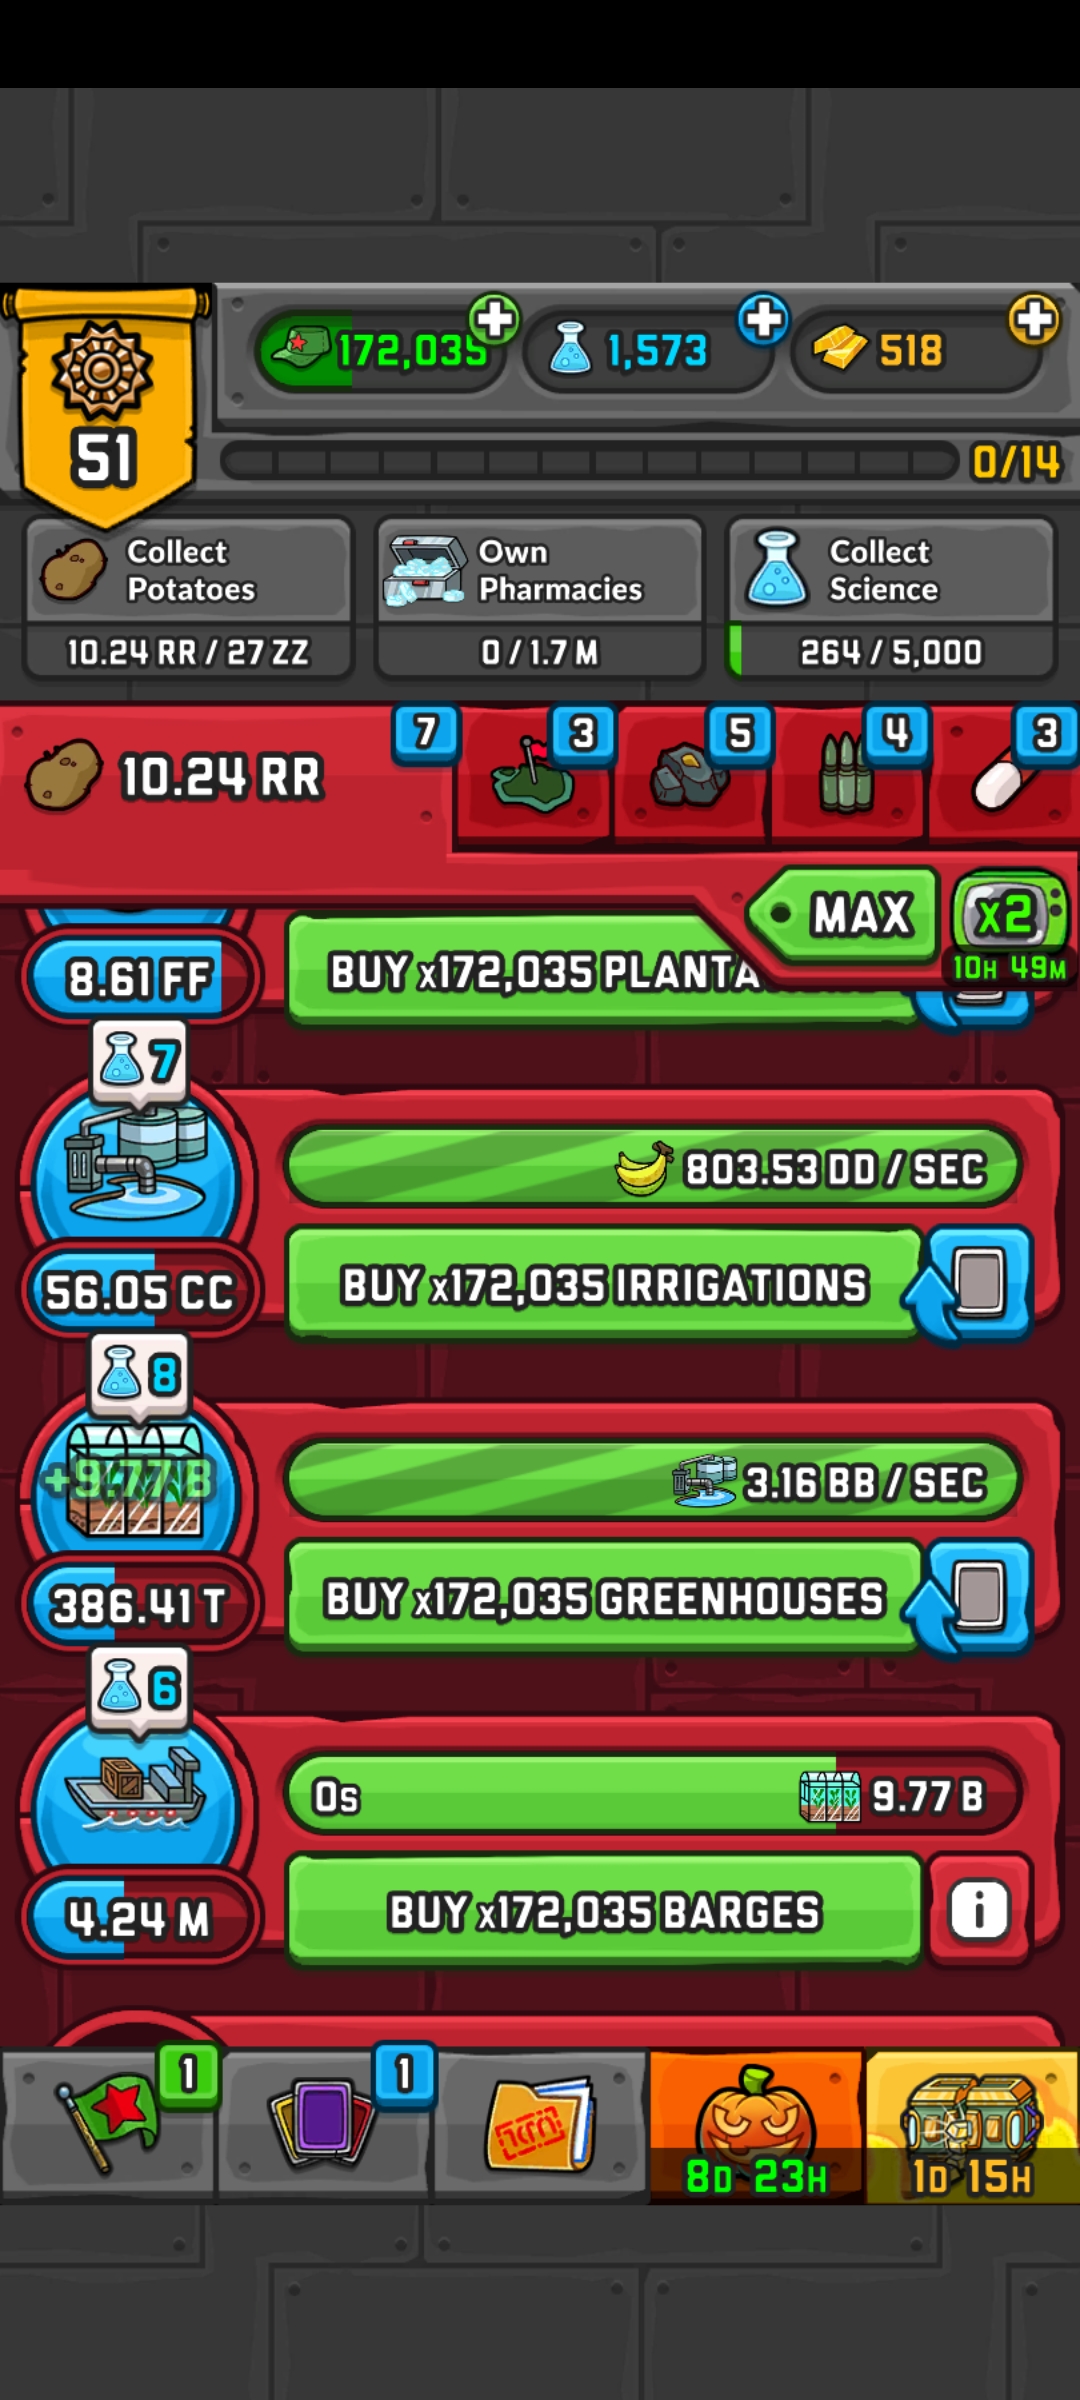 172,035
1,573
518
51
0/14
Collect
Potatoes
10.24 RR / 27 ZZ
Own
Pharmacies
0 / 1.7 M
Collect
Science
264 / 5,000
10.24 RR
7
3
5
4
3
MAX
x2
10H 49M
8.61 FF
BUY x172,035 PLANTA
7
803.53 DD / SEC
56.05 CC
BUY x172,035 IRRIGATIONS
8
+9.77 B
3.16 BB / SEC
386.41 T
BUY x172,035 GREENHOUSES
6
0s
9.77 B
4.24 M
BUY x172,035 BARGES
i
1
1
8D 23H
1D 15H